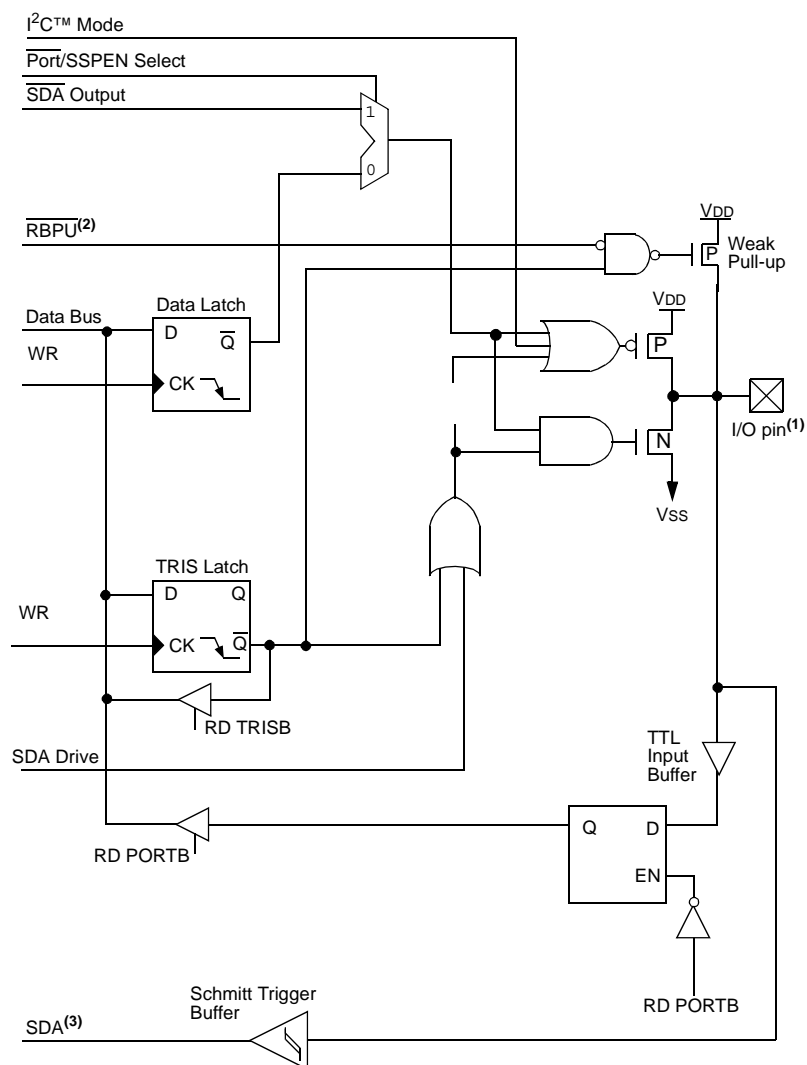 I²C™ Mode
Port/SSPEN Select
SDA Output
1
0
RBPU(2)
VDD
Weak
Pull-up
P
Data Latch
VDD
Data Bus
D
Q
P
WR
CK
I/O pin(1)
N
VSS
TRIS Latch
D
Q
WR
CK
Q
RD TRISB
SDA Drive
TTL
Input
Buffer
Q
D
RD PORTB
EN
RD PORTB
Schmitt Trigger
Buffer
SDA(3)